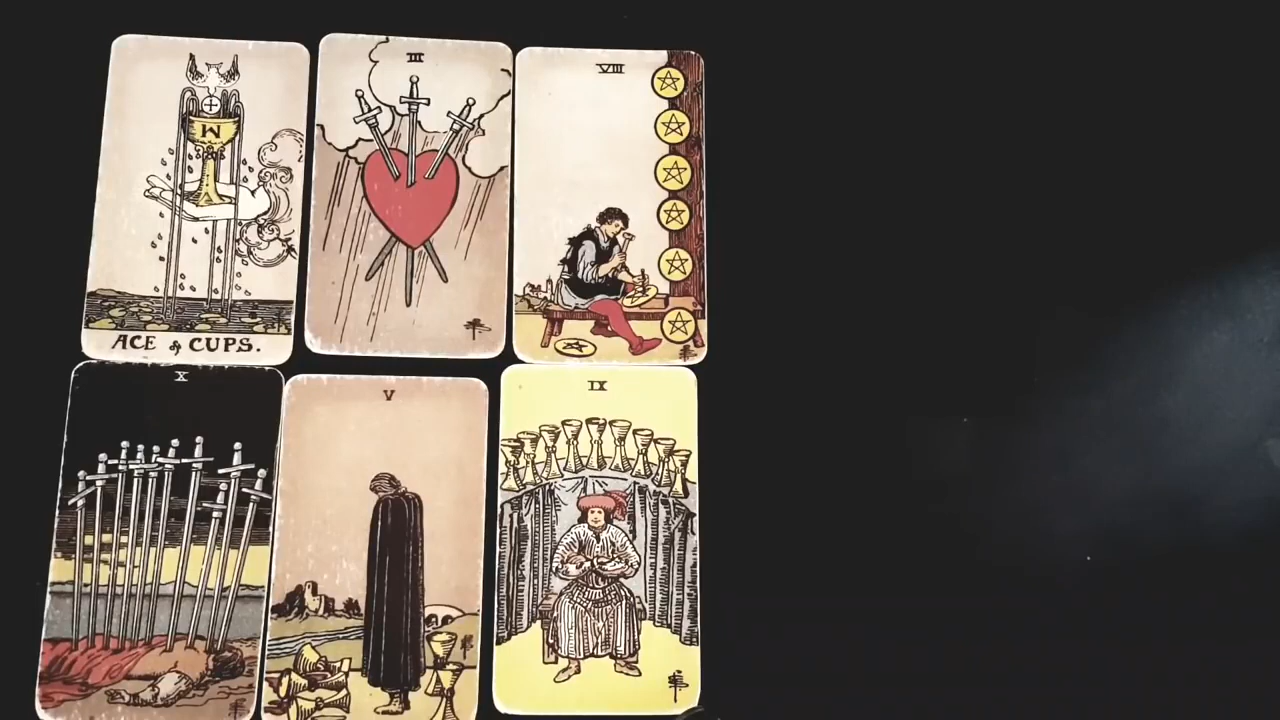 III
VIII
M
ACE of CUPS.
X
V
IX